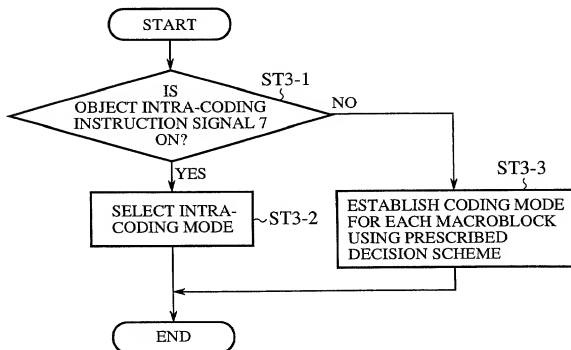 START
IS
OBJECT INTRA-CODING
INSTRUCTION SIGNAL 7
ON?
ST3-1
NO
YES
SELECT INTRA-
CODING MODE
ST3-2
ST3-3
ESTABLISH CODING MODE
FOR EACH MACROBLOCK
USING PRESCRIBED
DECISION SCHEME
END